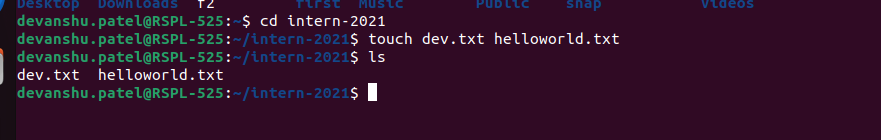 Desktop Downloads f2 first Music Public snap Videos
devanshu.patel@RSPL-525:~$ cd intern-2021
devanshu.patel@RSPL-525:~/intern-2021$ touch dev.txt helloworld.txt
devanshu.patel@RSPL-525:~/intern-2021$ ls
dev.txt helloworld.txt
devanshu.patel@RSPL-525:~/intern-2021$